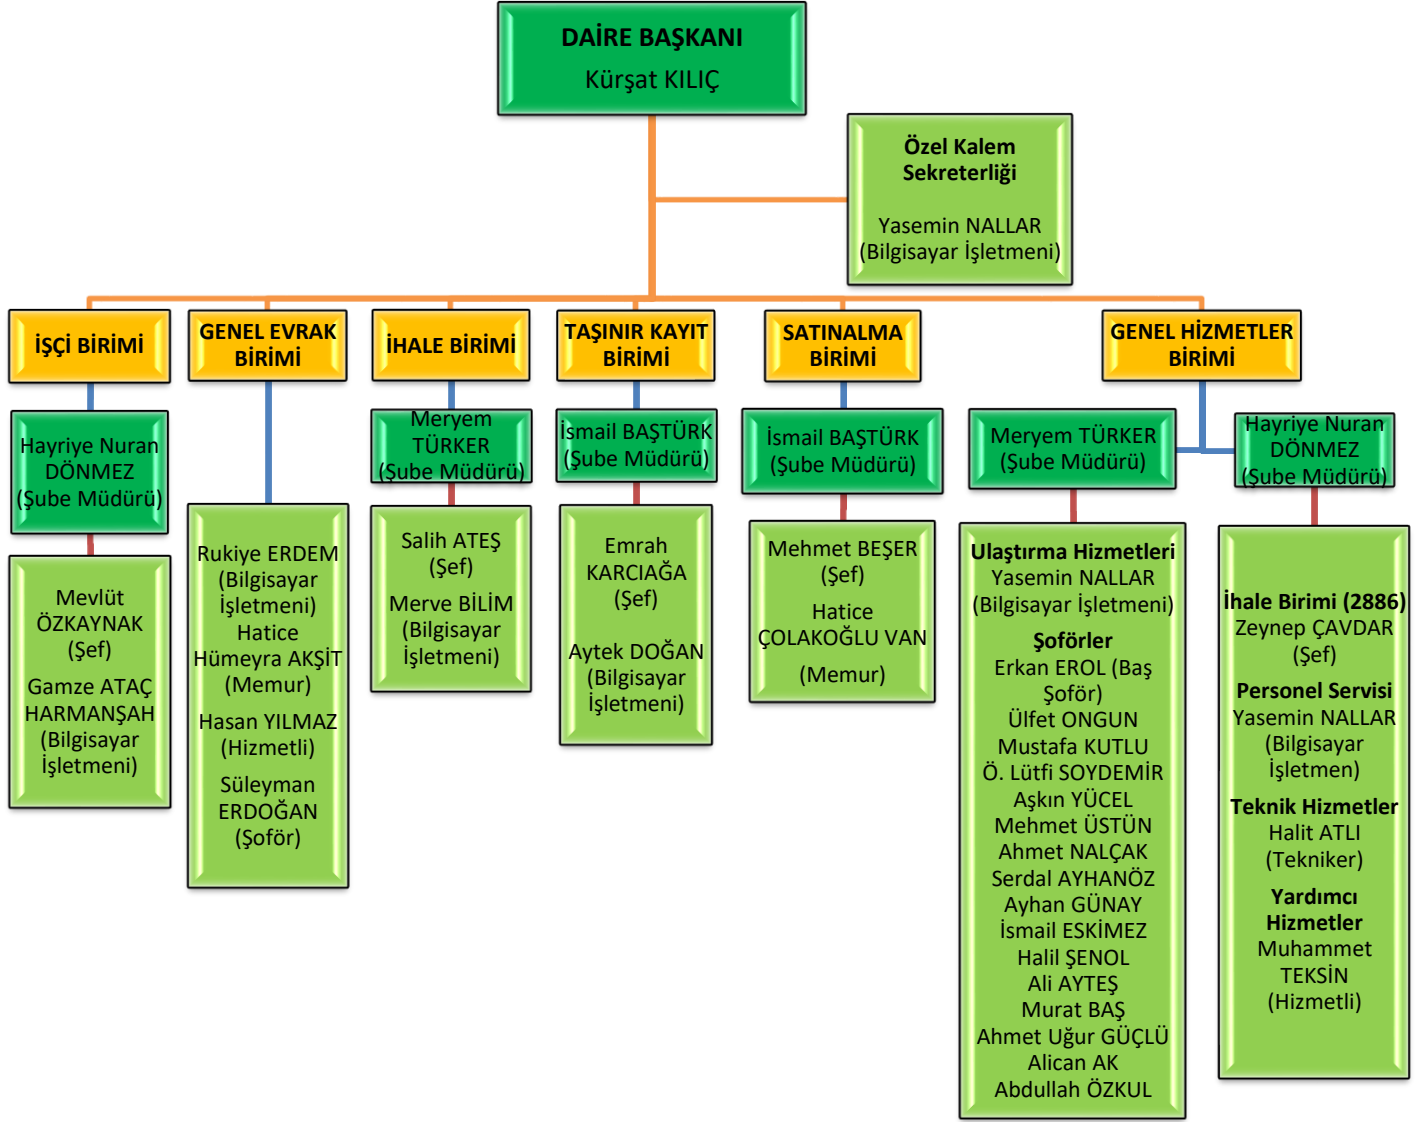 DAİRE BAŞKANI
Kürşat KILIÇ
Özel Kalem
Sekreterliği
Yasemin NALLAR
(Bilgisayar İşletmeni)
İŞÇİ BİRİMİ
Hayriye Nuran
DÖNMEZ
(Şube Müdürü)
Mevlüt
ÖZKAYNAK
(Şef)
Gamze ATAÇ
HARMANŞAH
(Bilgisayar
İşletmeni)
GENEL EVRAK
BİRİMİ
Rukiye ERDEM
(Bilgisayar
İşletmeni)
Hatice
Hümeyra AKŞİT
(Memur)
Hasan YILMAZ
(Hizmetli)
Süleyman
ERDOĞAN
(Şoför)
İHALE BİRİMİ
Meryem
TÜRKER
(Şube Müdürü)
Salih ATEŞ
(Şef)
Merve BİLİM
(Bilgisayar
İşletmeni)
TAŞINIR KAYIT
BİRİMİ
İsmail BAŞTÜRK
(Şube Müdürü)
Emrah
KARCIAĞA
(Şef)
Aytek DOĞAN
(Bilgisayar
İşletmeni)
SATINALMA
BİRİMİ
İsmail BAŞTÜRK
(Şube Müdürü)
Mehmet BEŞER
(Şef)
Hatice
ÇOLAKOĞLU VAN
(Memur)
GENEL HİZMETLER
BİRİMİ
Meryem TÜRKER
(Şube Müdürü)
Ulaştırma Hizmetleri
Yasemin NALLAR
(Bilgisayar İşletmeni)
Şoförler
Erkan EROL (Baş
Şoför)
Ülfet ONGUN
Mustafa KUTLU
Ö. Lütfi SOYDEMİR
Aşkın YÜCEL
Mehmet ÜSTÜN
Ahmet NALÇAK
Serdal AYHANÖZ
Ayhan GÜNAY
İsmail ESKİMEZ
Halil ŞENOL
Ali AYTEŞ
Murat BAŞ
Ahmet Uğur GÜÇLÜ
Alican AK
Abdullah ÖZKUL
Hayriye Nuran
DÖNMEZ
(Şube Müdürü)
İhale Birimi (2886)
Zeynep ÇAVDAR
(Şef)
Personel Servisi
Yasemin NALLAR
(Bilgisayar
İşletmen)
Teknik Hizmetler
Halit ATLI
(Tekniker)
Yardımcı
Hizmetler
Muhammet
TEKSİN
(Hizmetli)